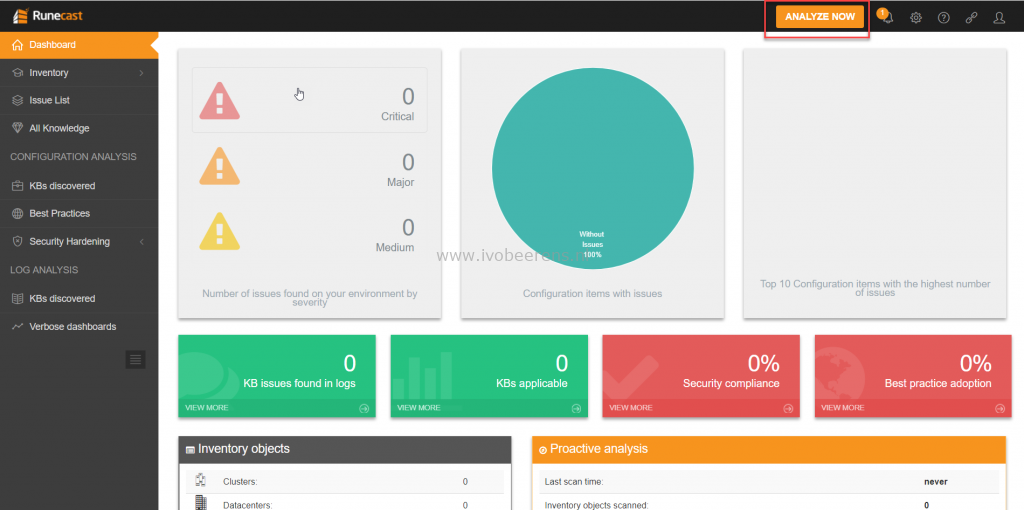 Runecast
ANALYZE NOW
1
Dashboard
Inventory
Issue List
All Knowledge
CONFIGURATION ANALYSIS
KBs discovered
Best Practices
Security Hardening
LOG ANALYSIS
KBs discovered
Verbose dashboards
0
Critical
0
Major
0
Medium
Number of issues found on your environment by
severity
Without
Issues
100%
Configuration items with issues
Top 10 Configuration items with the highest number
of issues
0
KB issues found in logs
VIEW MORE
0
KBs applicable
VIEW MORE
0%
Security compliance
VIEW MORE
0%
Best practice adoption
VIEW MORE
Inventory objects
Clusters: 0
Datacenters: 0
Proactive analysis
Last scan time: never
Inventory objects scanned: 0